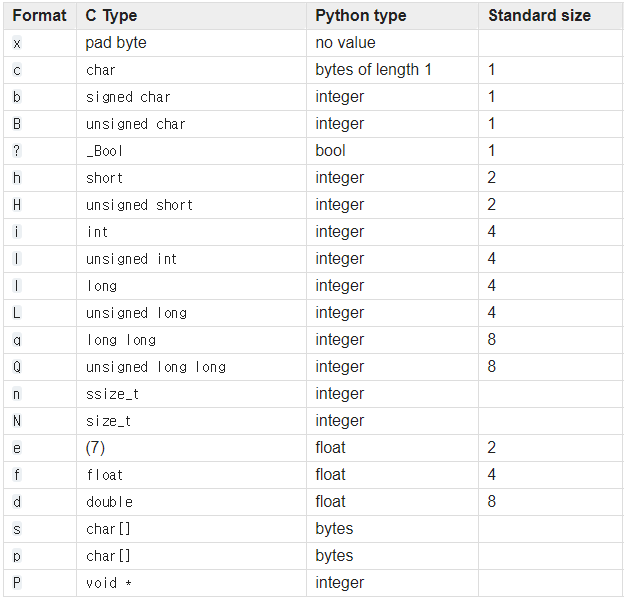 Format C Type Python type Standard size
x pad byte no value
c char bytes of length 1 1
b signed char integer 1
B unsigned char integer 1
? _Bool bool 1
h short integer 2
H unsigned short integer 2
i int integer 4
I unsigned int integer 4
l long integer 4
L unsigned long integer 4
q long long integer 8
Q unsigned long long integer 8
n ssize_t integer
N size_t integer
e (7) float 2
f float float 4
d double float 8
s char[] bytes
p char[] bytes
P void * integer